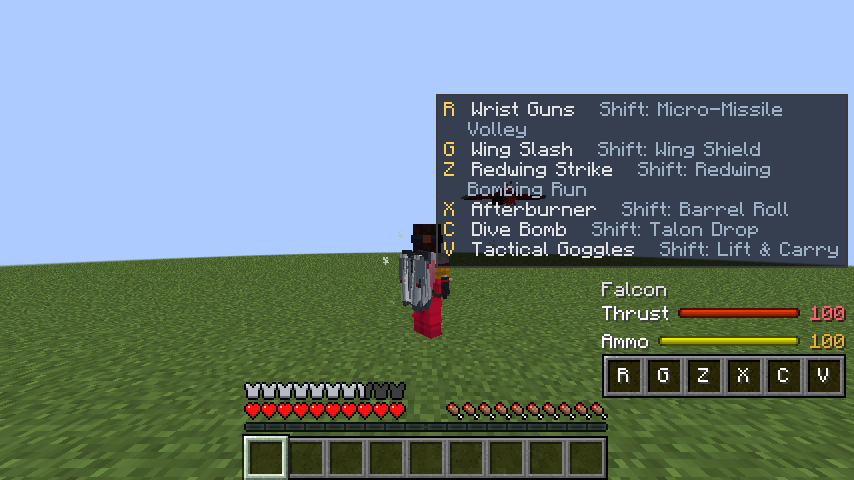 R Wrist Guns Shift: Micro-Missile
Volley
G Wing Slash Shift: Wing Shield
Z Redwing Strike Shift: Redwing
Bombing Run
X Afterburner Shift: Barrel Roll
C Dive Bomb Shift: Talon Drop
V Tactical Goggles Shift: Lift & Carry
Falcon
Thrust 100
Ammo 100
R G Z X C V